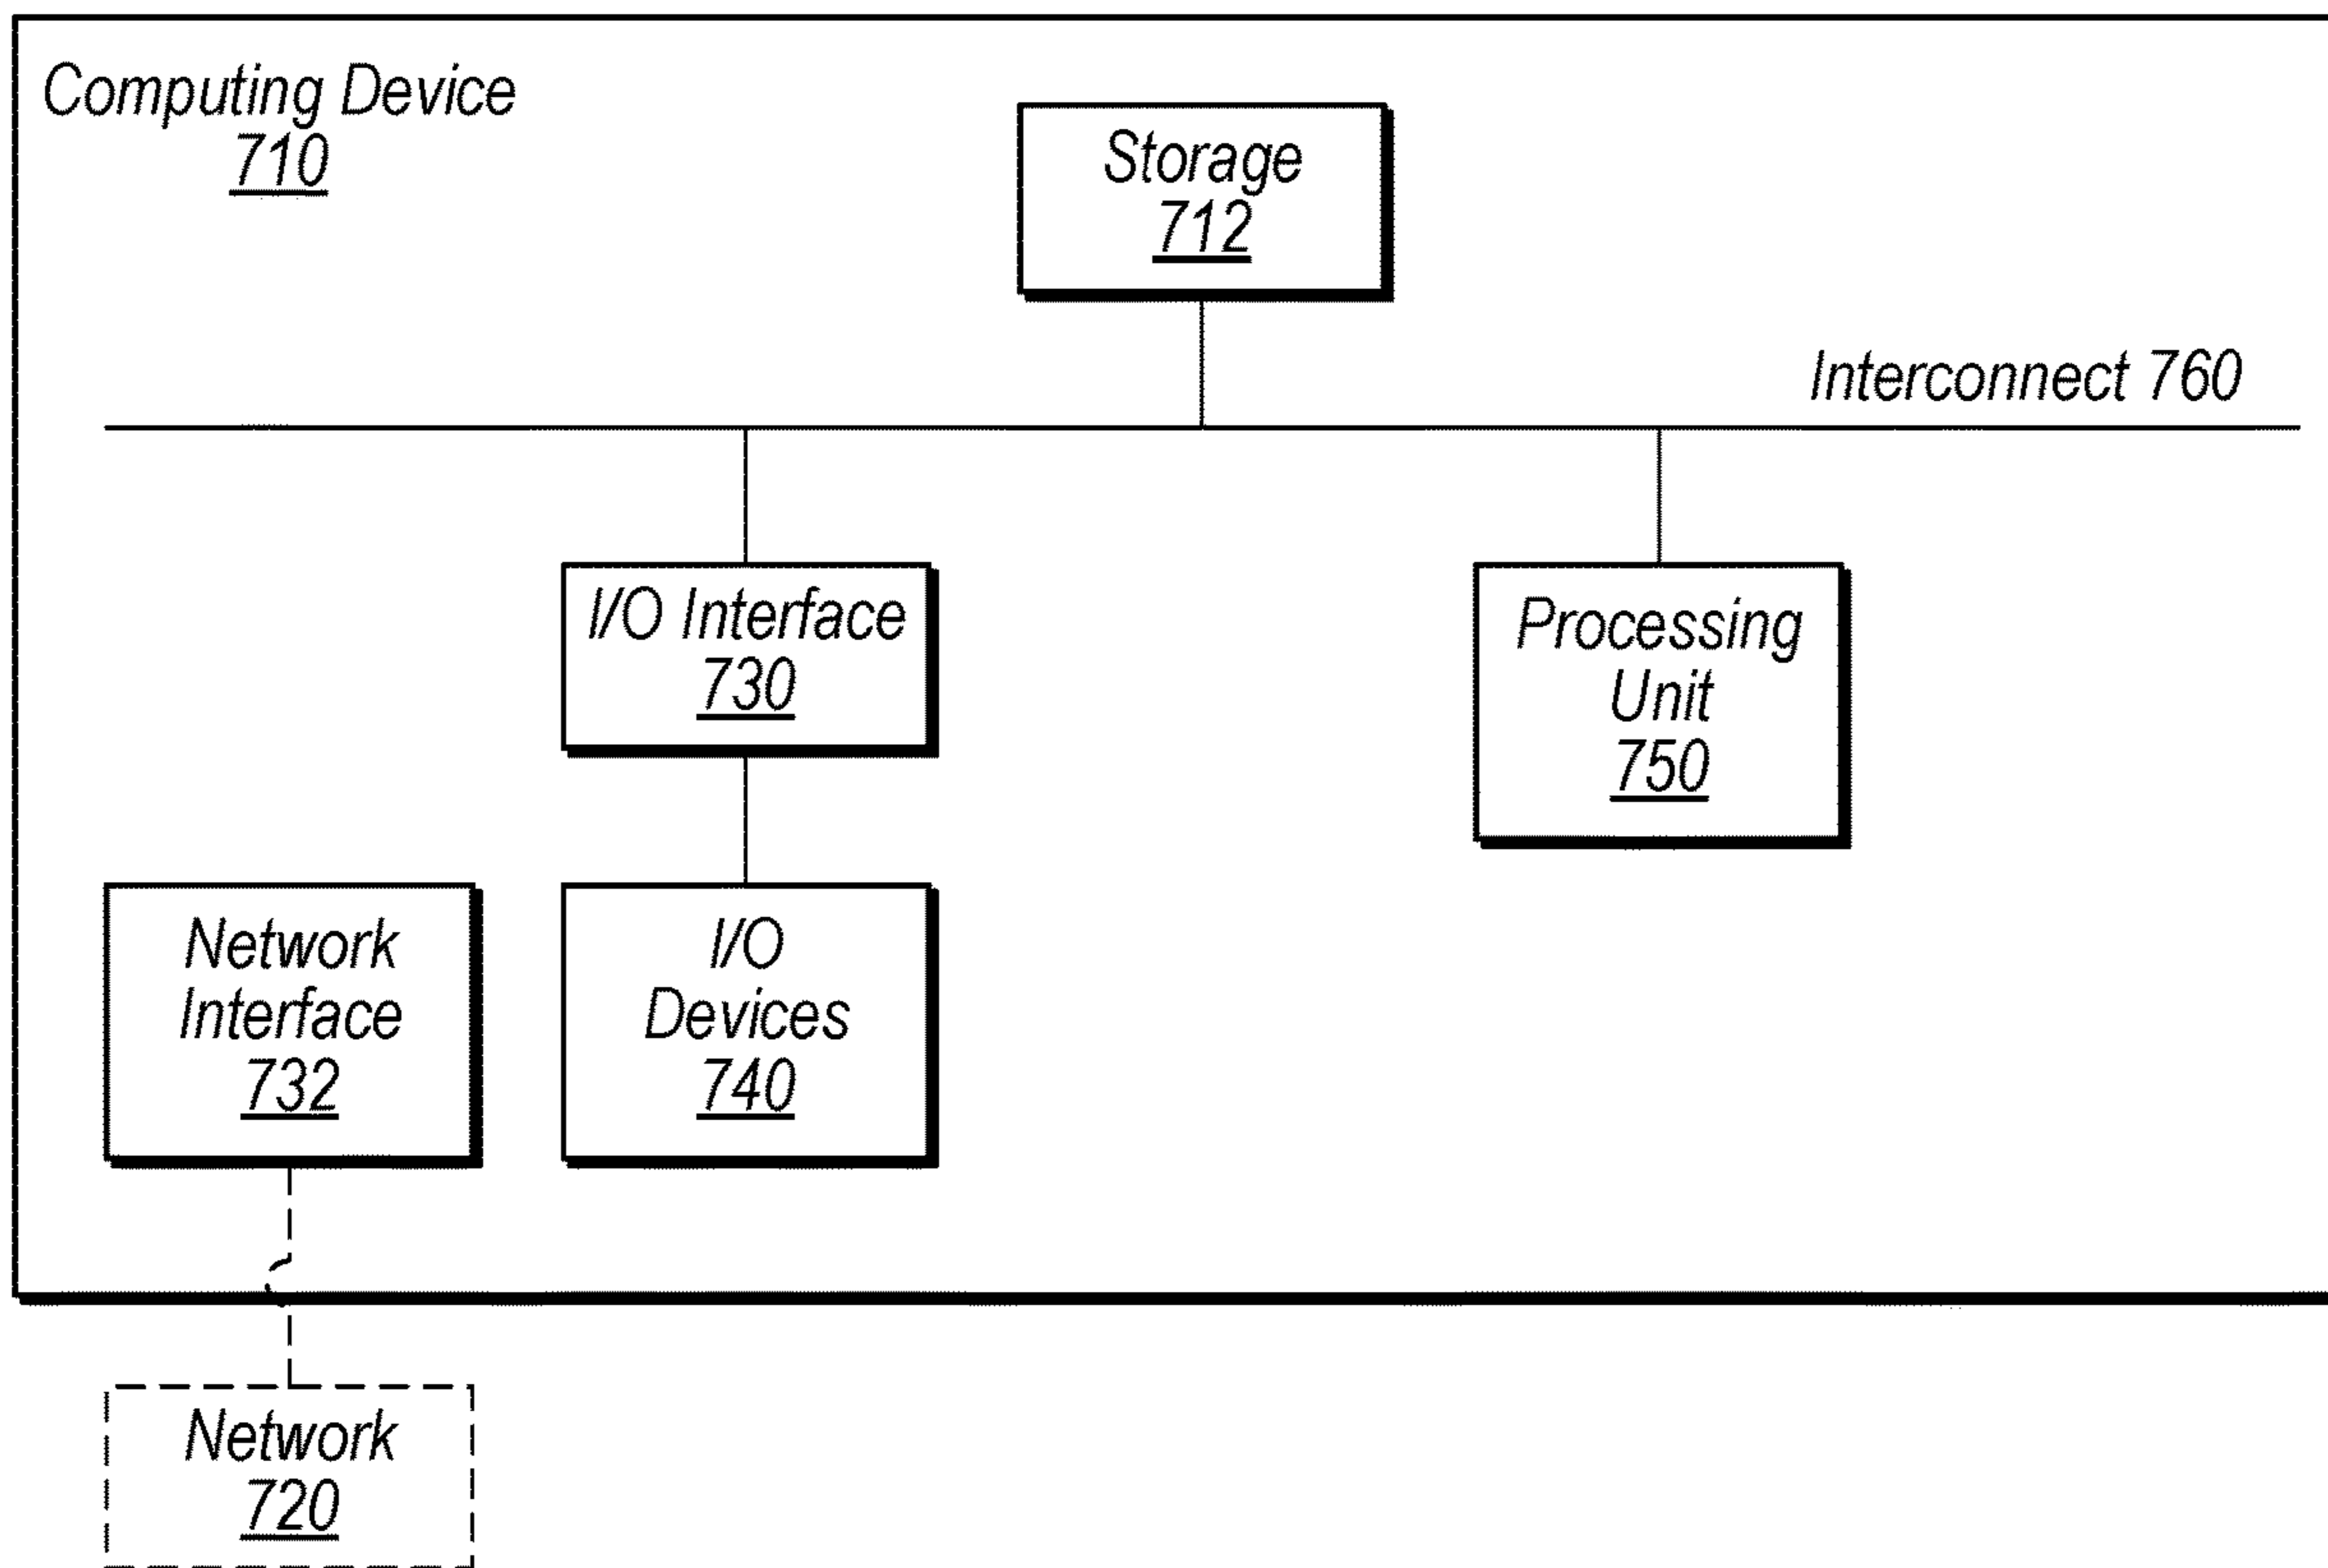 Computing Device
710
Storage
712
Interconnect 760
I/O Interface
730
Processing
Unit
750
Network
Interface
732
I/O
Devices
740
Network
720